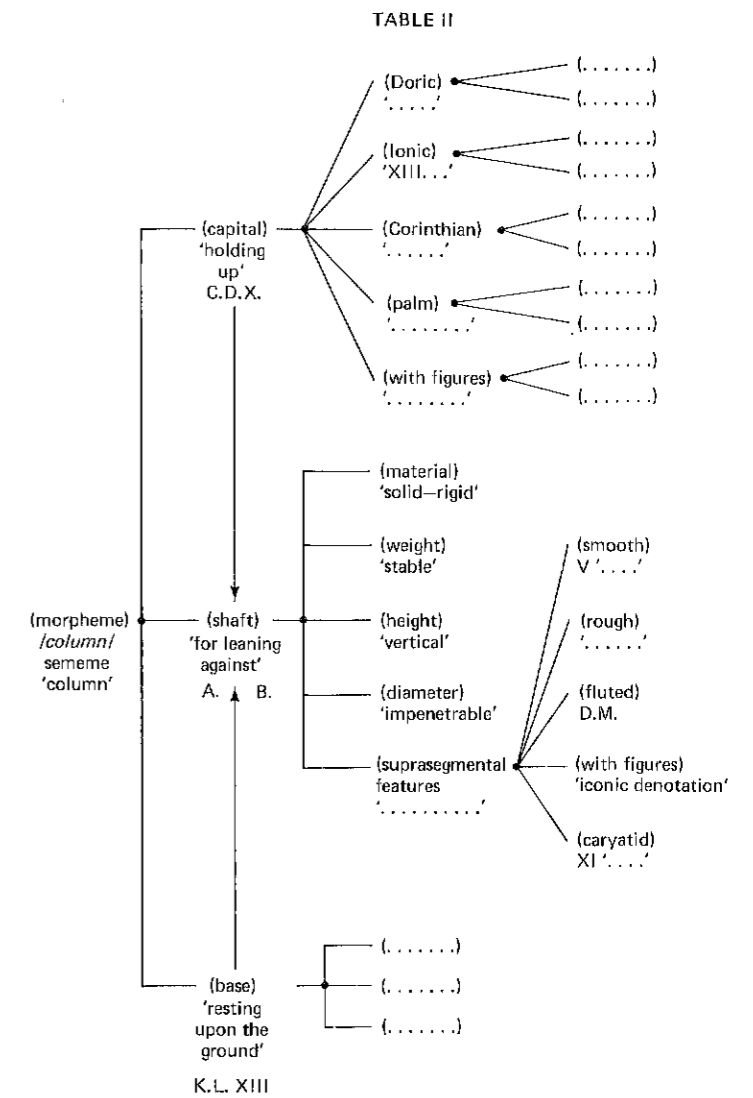 TABLE II
(Doric)
'.....'
(.......)
(.......)
(Ionic)
'XIII...'
(.......)
(.......)
(capital)
'holding
up'
C.D.X.
(Corinthian)
'......'
(.......)
(.......)
(palm)
'........'
(.......)
(.......)
(with figures)
'........'
(.......)
(.......)
(morpheme)
/column/
sememe
'column'
(shaft)
'for leaning
against'
A. B.
(material)
'solid—rigid'
(weight)
'stable'
(height)
'vertical'
(diameter)
'impenetrable'
(suprasegmental
features
'..........'
(smooth)
V '....'
(rough)
'......'
(fluted)
D.M.
(with figures)
'iconic denotation'
(caryatid)
XI '....'
(base)
'resting
upon the
ground'
K.L. XIII
(.......)
(.......)
(.......)